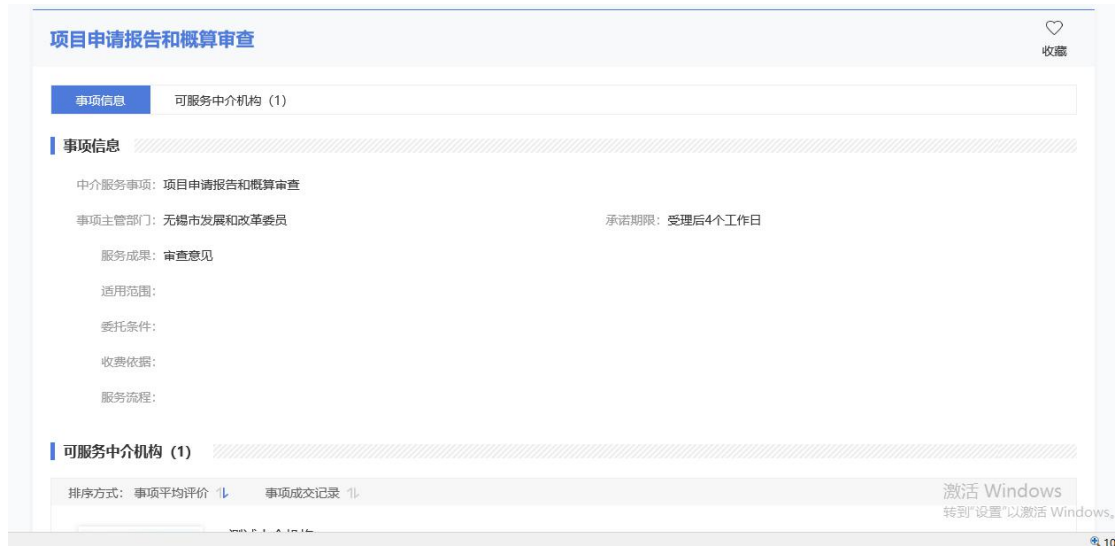 项目申请报告和概算审查
收藏
事项信息 可服务中介机构（1）
事项信息
中介服务事项：项目申请报告和概算审查
事项主管部门：无锡市发展和改革委员 承诺期限：受理后4个工作日
服务成果：审查意见
适用范围：
委托条件：
收费依据：
服务流程：
可服务中介机构（1）
排序方式：事项平均评价 事项成交记录
激活 Windows
转到"设置"以激活 Windows。
10